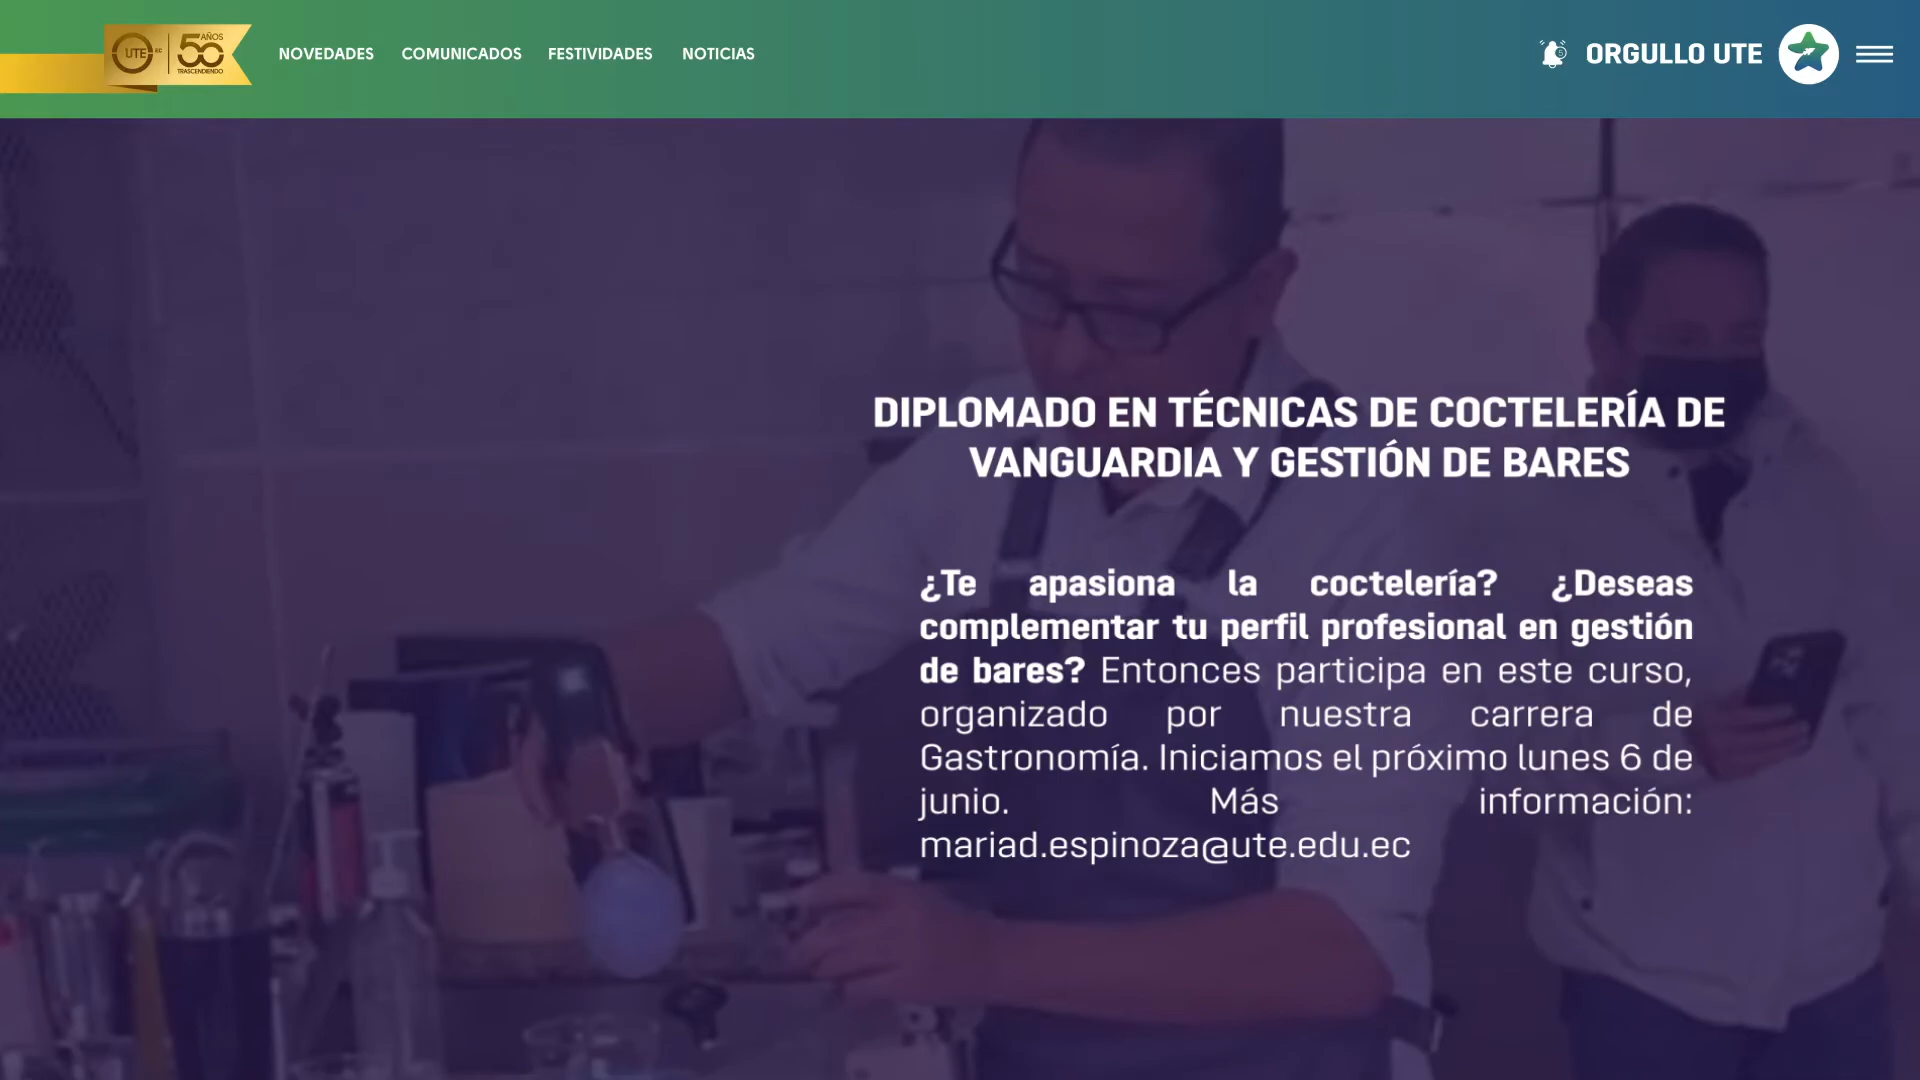 UTE EC 50 AÑOS TRASCENDIENDO
NOVEDADES COMUNICADOS FESTIVIDADES NOTICIAS
ORGULLO UTE
DIPLOMADO EN TÉCNICAS DE COCTELERÍA DE
VANGUARDIA Y GESTIÓN DE BARES
¿Te apasiona la coctelería? ¿Deseas
complementar tu perfil profesional en gestión
de bares? Entonces participa en este curso,
organizado por nuestra carrera de
Gastronomía. Iniciamos el próximo lunes 6 de
junio. Más información:
mariad.espinoza@ute.edu.ec